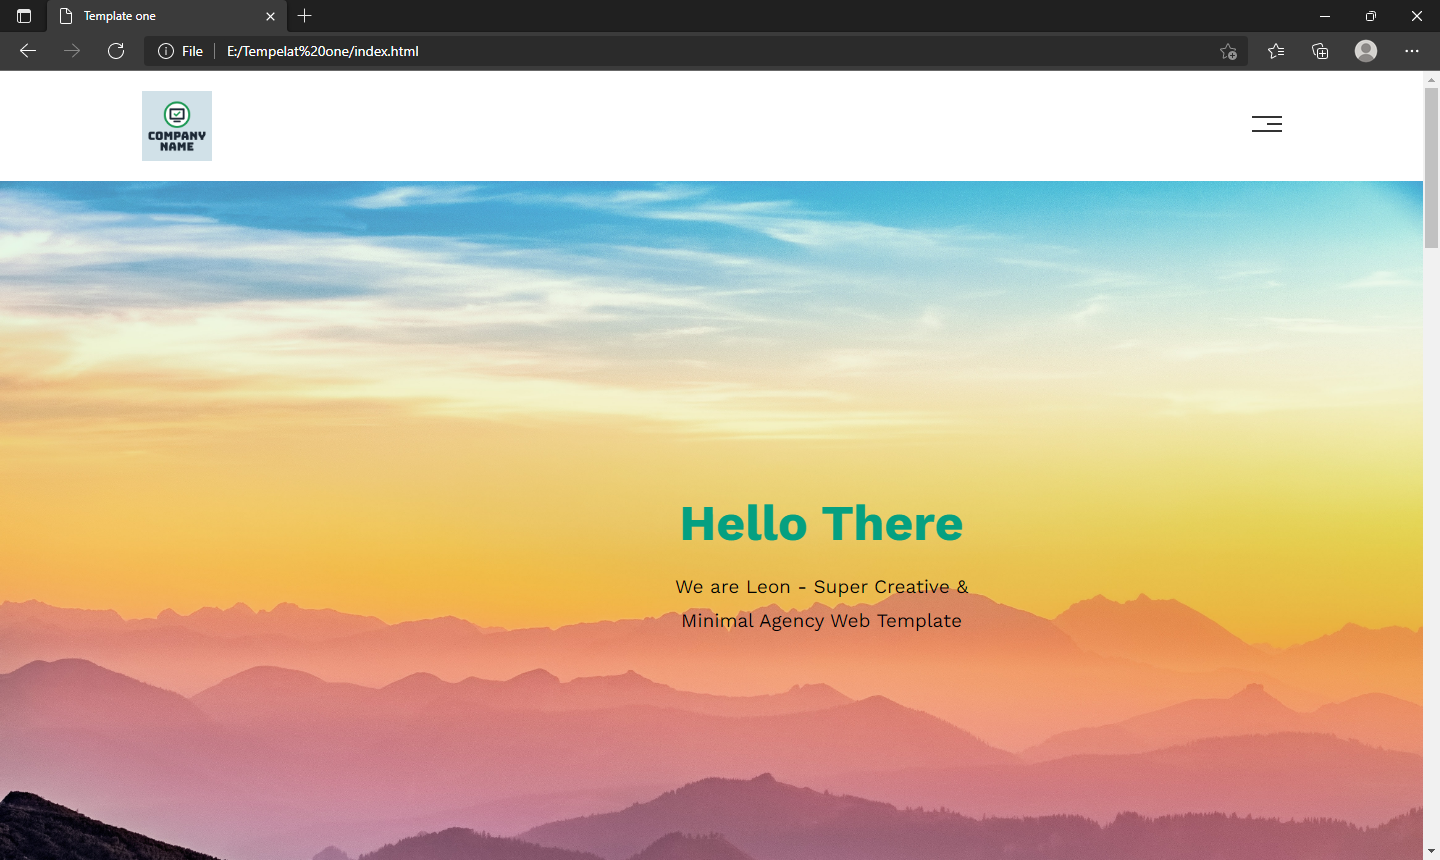 Template one
File
E:/Tempelat%20one/index.html
COMPANY
NAME
Hello There
We are Leon - Super Creative &
Minimal Agency Web Template